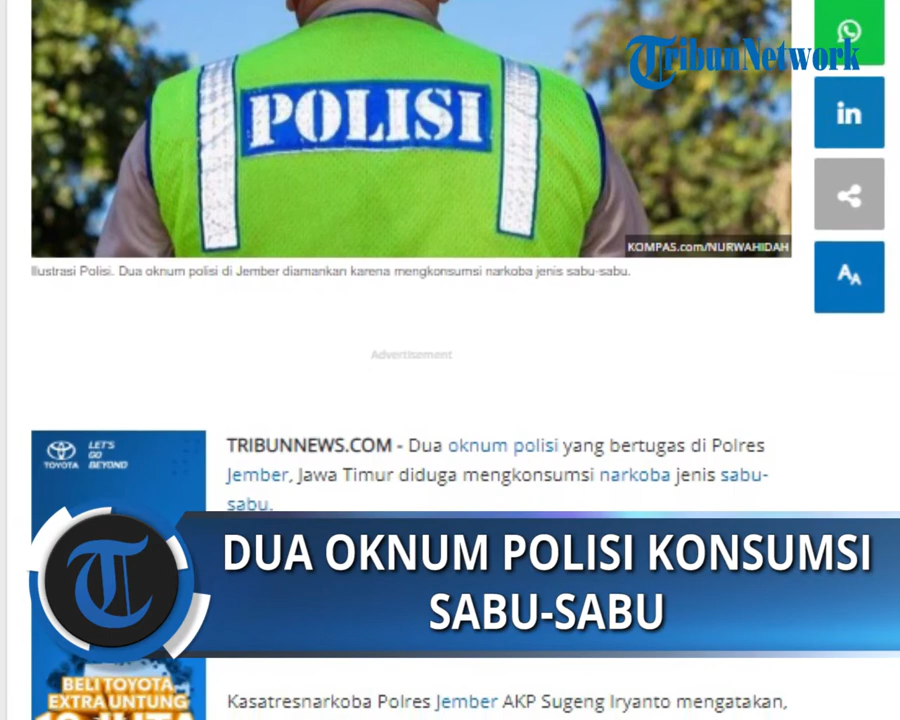 TribunNetwork
POLISI
in
KOMPAS.com/NURWAHIDAH
AA
Ilustrasi Polisi. Dua oknum polisi di Jember diamankan karena mengkonsumsi narkoba jenis sabu-sabu.
Advertisement
TOYOTA
LET'S
GO
BEYOND
TRIBUNNEWS.COM - Dua oknum polisi yang bertugas di Polres
Jember, Jawa Timur diduga mengkonsumsi narkoba jenis sabu-
sabu.
T
DUA OKNUM POLISI KONSUMSI
SABU-SABU
BELI TOYOTA
EXTRA UNTUNG
Kasatresnarkoba Polres Jember AKP Sugeng Iryanto mengatakan,